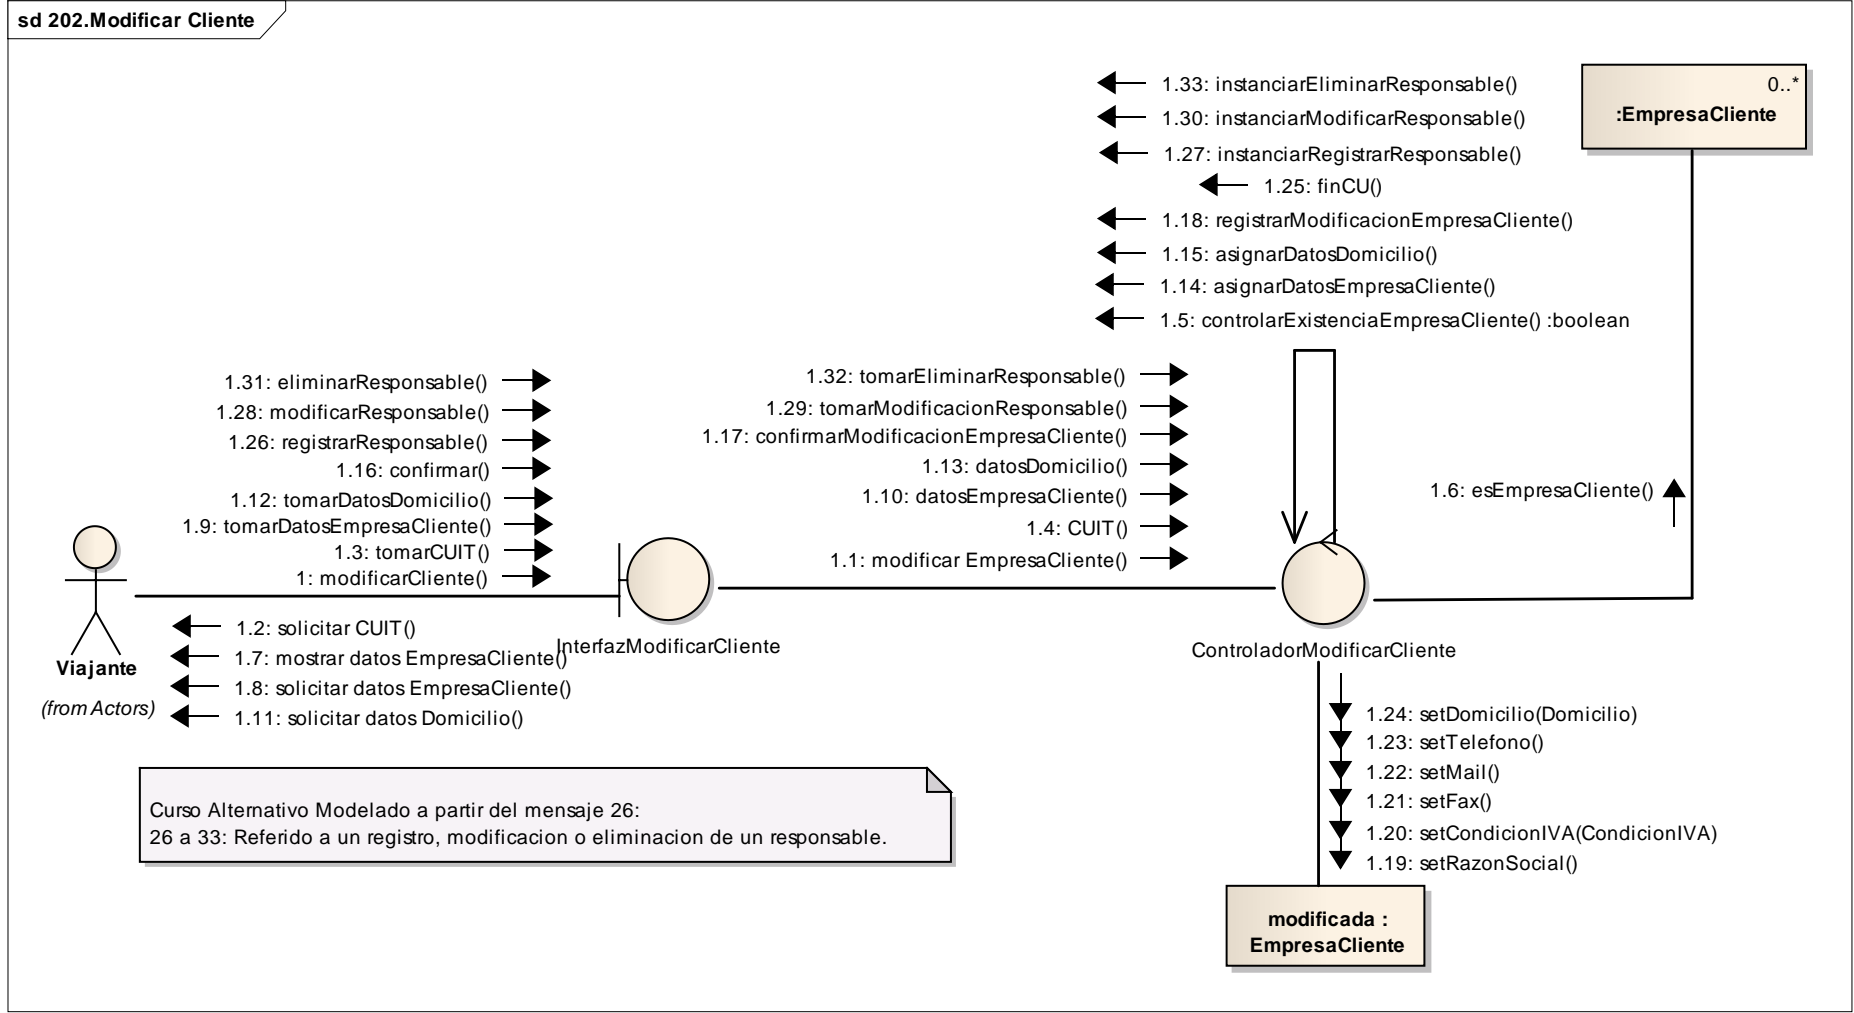 sd 202.Modificar Cliente
1.33: instanciarEliminarResponsable()
1.30: instanciarModificarResponsable()
1.27: instanciarRegistrarResponsable()
1.25: finCU()
1.18: registrarModificacionEmpresaCliente()
1.15: asignarDatosDomicilio()
1.14: asignarDatosEmpresaCliente()
1.5: controlarExistenciaEmpresaCliente() :boolean
0..*
:EmpresaCliente
1.31: eliminarResponsable()
1.28: modificarResponsable()
1.26: registrarResponsable()
1.16: confirmar()
1.12: tomarDatosDomicilio()
1.9: tomarDatosEmpresaCliente()
1.3: tomarCUIT()
1: modificarCliente()
1.32: tomarEliminarResponsable()
1.29: tomarModificacionResponsable()
1.17: confirmarModificacionEmpresaCliente()
1.13: datosDomicilio()
1.10: datosEmpresaCliente()
1.4: CUIT()
1.1: modificar EmpresaCliente()
1.6: esEmpresaCliente()
Viajante
(from Actors)
1.2: solicitar CUIT()
1.7: mostrar datos EmpresaCliente()
1.8: solicitar datos EmpresaCliente()
1.11: solicitar datos Domicilio()
InterfazModificarCliente
ControladorModificarCliente
1.24: setDomicilio(Domicilio)
1.23: setTelefono()
1.22: setMail()
1.21: setFax()
1.20: setCondicionIVA(CondicionIVA)
1.19: setRazonSocial()
modificada :
EmpresaCliente
Curso Alternativo Modelado a partir del mensaje 26:
26 a 33: Referido a un registro, modificacion o eliminacion de un responsable.